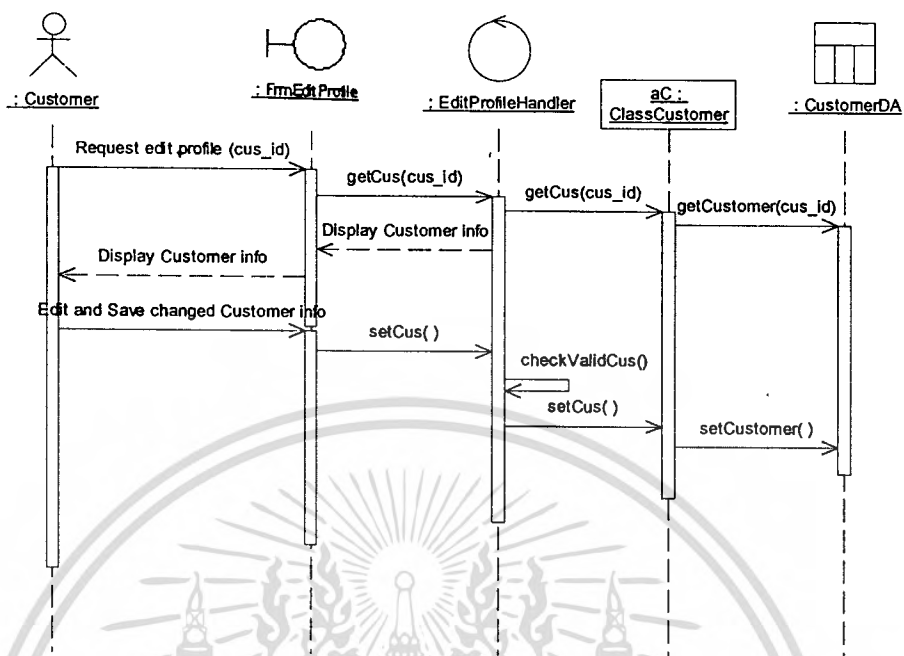 : Customer
: FrmEditProfile
: EditProfileHandler
aC :
ClassCustomer
: CustomerDA
Request edit profile (cus_id)
getCus(cus_id)
getCus(cus_id)
getCustomer(cus_id)
Display Customer info
Display Customer info
Edit and Save changed Customer info
setCus( )
checkValidCus()
setCus( )
setCustomer( )